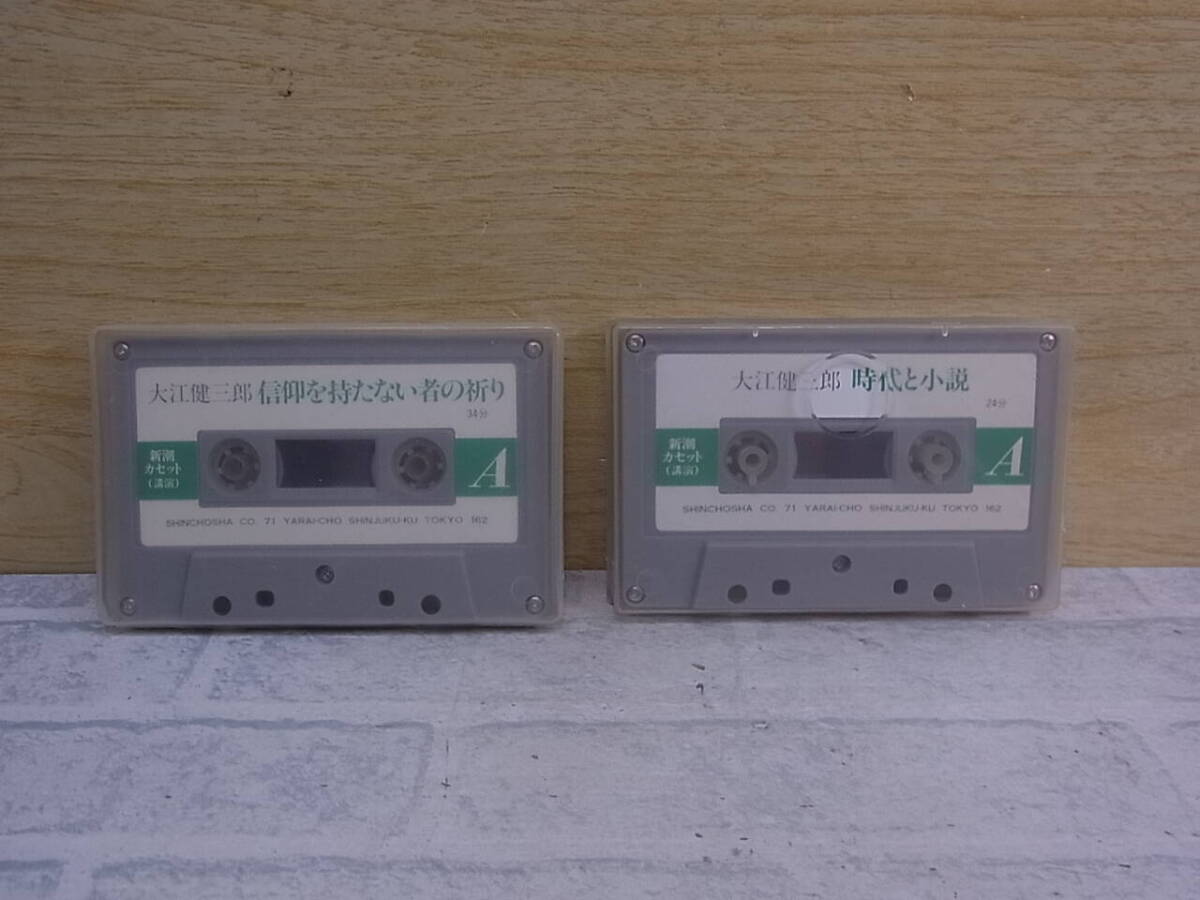 大江健三郎 信仰を持たない者の祈り
34分
新潮
カセット
(講演)
A
SHINCHOSHA CO. 71 YARAI-CHO SHINJUKU-KU TOKYO 162
大江健三郎 時代と小説
24分
新潮
カセット
(講演)
A
SHINCHOSHA CO. 71 YARAI-CHO SHINJUKU-KU TOKYO 162